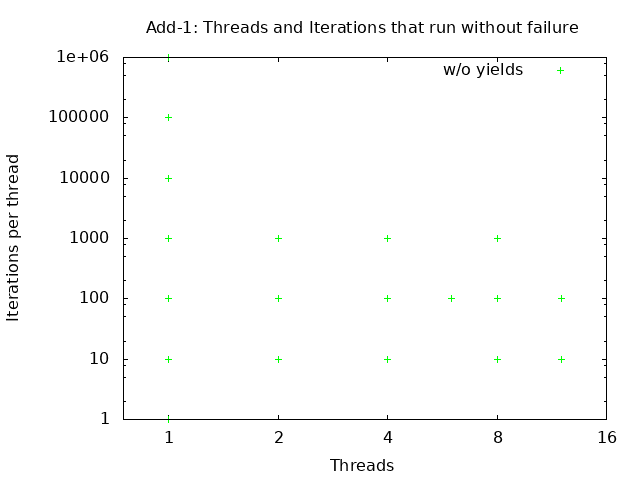 Add-1: Threads and Iterations that run without failure
1e+06
w/o yields
100000
10000
1000
100
10
1
Iterations per thread
1 2 4 8 16
Threads